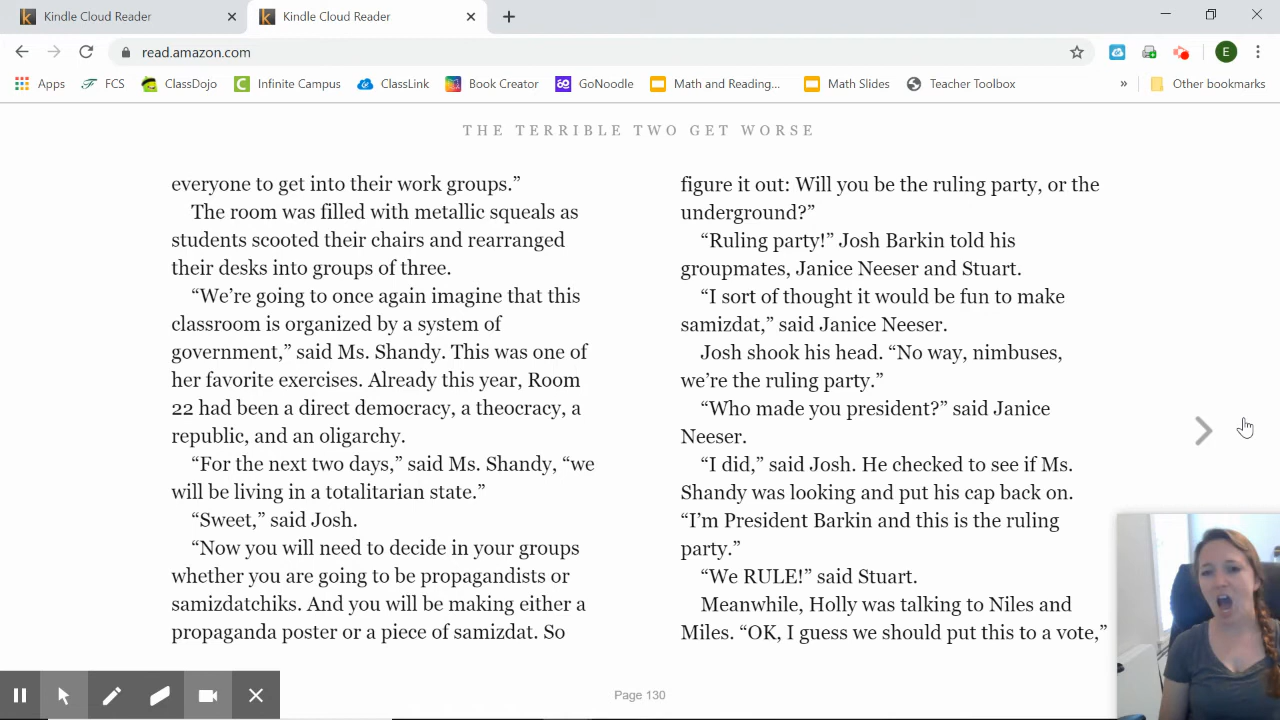 Kindle Cloud Reader
Kindle Cloud Reader
read.amazon.com
E
Apps
FCS
ClassDojo
Infinite Campus
ClassLink
Book Creator
GoNoodle
Math and Reading...
Math Slides
Teacher Toolbox
»
Other bookmarks
THE TERRIBLE TWO GET WORSE
everyone to get into their work groups.”
The room was filled with metallic squeals as
students scooted their chairs and rearranged
their desks into groups of three.
“We’re going to once again imagine that this
classroom is organized by a system of
government,” said Ms. Shandy. This was one of
her favorite exercises. Already this year, Room
22 had been a direct democracy, a theocracy, a
republic, and an oligarchy.
“For the next two days,” said Ms. Shandy, “we
will be living in a totalitarian state.”
“Sweet,” said Josh.
“Now you will need to decide in your groups
whether you are going to be propagandists or
samizdatchiks. And you will be making either a
propaganda poster or a piece of samizdat. So
figure it out: Will you be the ruling party, or the
underground?”
“Ruling party!” Josh Barkin told his
groupmates, Janice Neeser and Stuart.
“I sort of thought it would be fun to make
samizdat,” said Janice Neeser.
Josh shook his head. “No way, nimbuses,
we’re the ruling party.”
“Who made you president?” said Janice
Neeser.
“I did,” said Josh. He checked to see if Ms.
Shandy was looking and put his cap back on.
“I’m President Barkin and this is the ruling
party.”
“We RULE!” said Stuart.
Meanwhile, Holly was talking to Niles and
Miles. “OK, I guess we should put this to a vote,”
Page 130